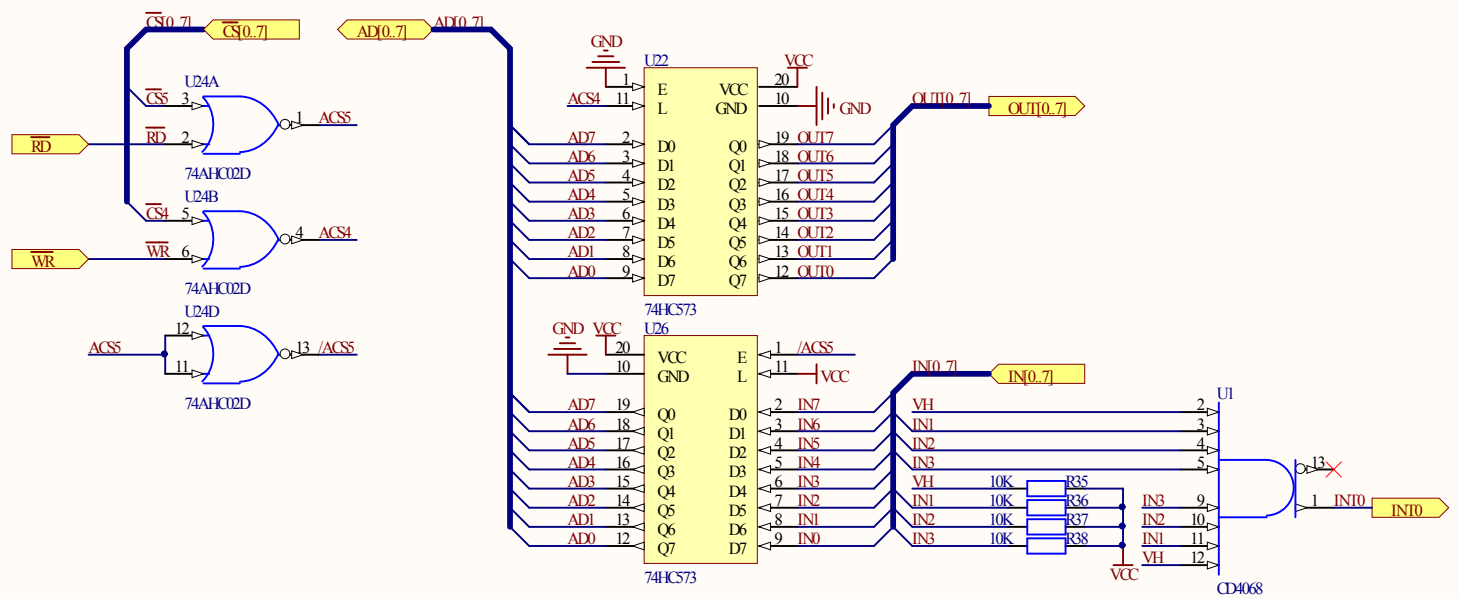 CS[0..7]
CS[0..7]
AD[0..7]
AD[0..7]
U24A
CS5 3
1 ACS5
RD
RD 2
74AHC02D
U24B
CS4 5
4 ACS4
WR
WR 6
74AHC02D
U24D
ACS5
12
13 /ACS5
11
74AHC02D
GND
U22
VCC
1 E VCC 20
ACS4 11 L GND 10 GND
AD7 2 D0 Q0 19 OUT7
AD6 3 D1 Q1 18 OUT6
AD5 4 D2 Q2 17 OUT5
AD4 5 D3 Q3 16 OUT4
AD3 6 D4 Q4 15 OUT3
AD2 7 D5 Q5 14 OUT2
AD1 8 D6 Q6 13 OUT1
AD0 9 D7 Q7 12 OUT0
74HC573
OUT[0..7]
OUT[0..7]
U26
GND VCC
20 VCC E 1 /ACS5
10 GND L 11 VCC
AD7 19 Q0 D0 2 IN7
AD6 18 Q1 D1 3 IN6
AD5 17 Q2 D2 4 IN5
AD4 16 Q3 D3 5 IN4
AD3 15 Q4 D4 6 IN3
AD2 14 Q5 D5 7 IN2
AD1 13 Q6 D6 8 IN1
AD0 12 Q7 D7 9 IN0
74HC573
IN[0..7]
IN[0..7]
U1
VH 2
IN1 3
IN2 4
IN3 5
VH 10K R35
IN1 10K R36
IN2 10K R37
IN3 10K R38
VCC
IN3 9
IN2 10
IN1 11
VH 12
13
1 INT0
INT0
CD4068